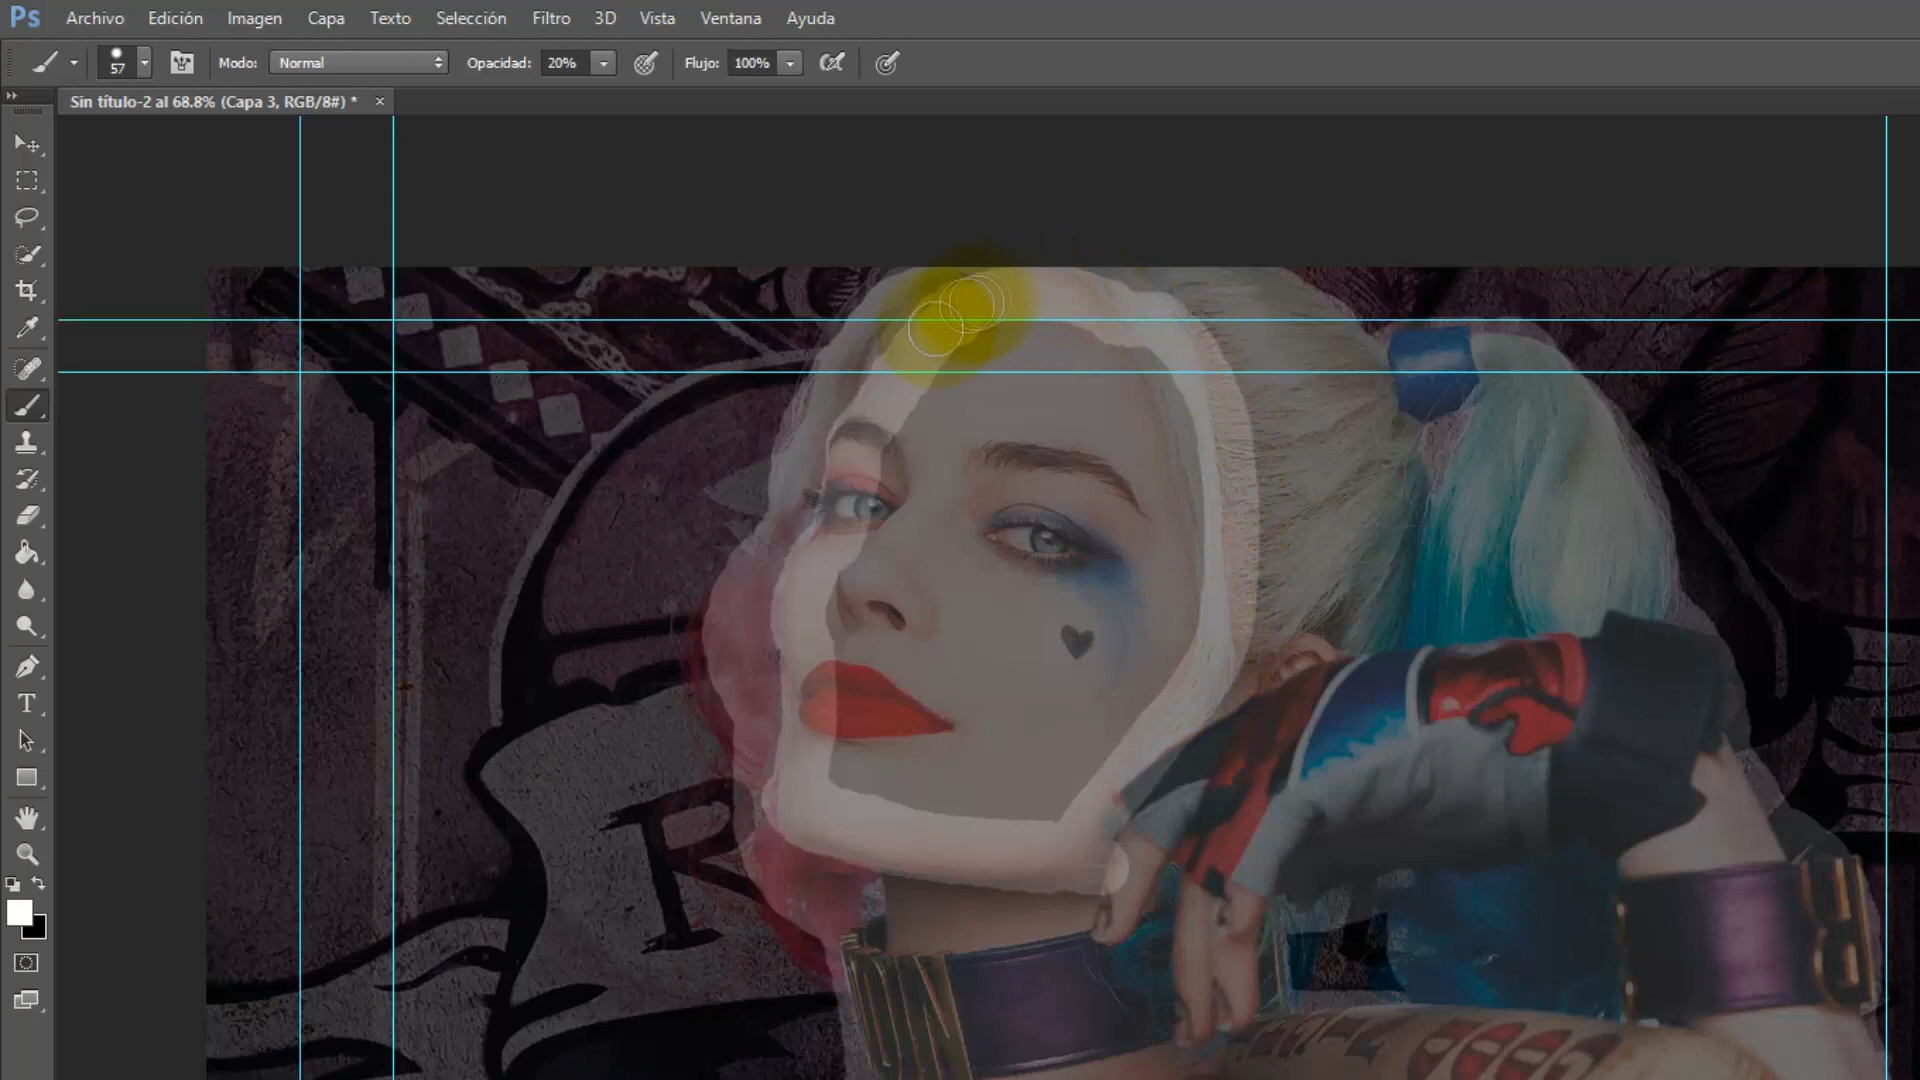 Ps Archivo Edición Imagen Capa Texto Selección Filtro 3D Vista Ventana Ayuda
57 Modo: Normal Opacidad: 20% Flujo: 100%
Sin título-2 al 68.8% (Capa 3, RGB/8#) * ×
T
R